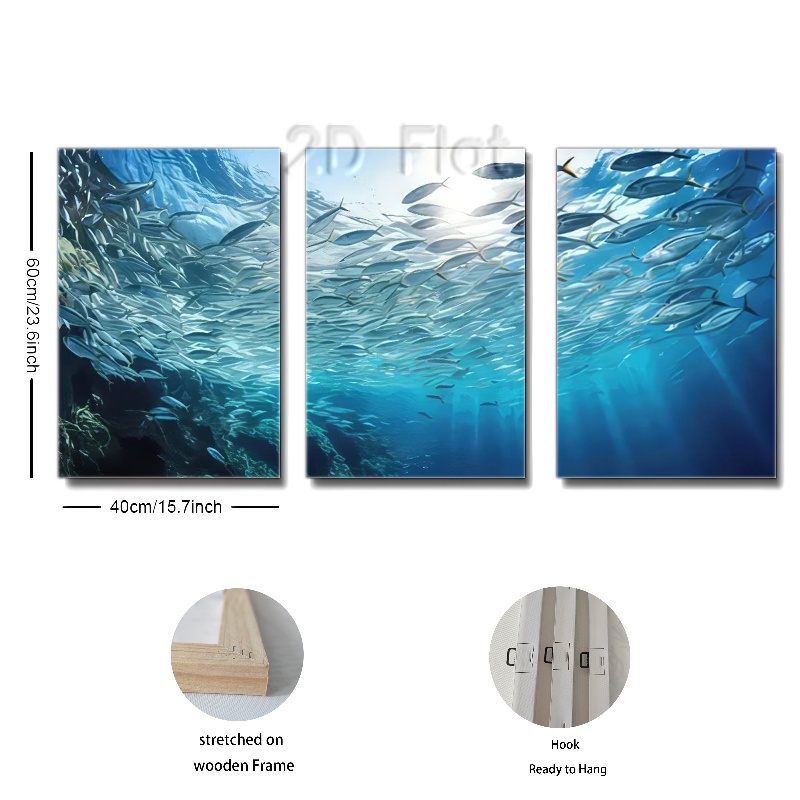 2D Flat
60cm/23.6inch
40cm/15.7inch
stretched on
wooden Frame
Hook
Ready to Hang